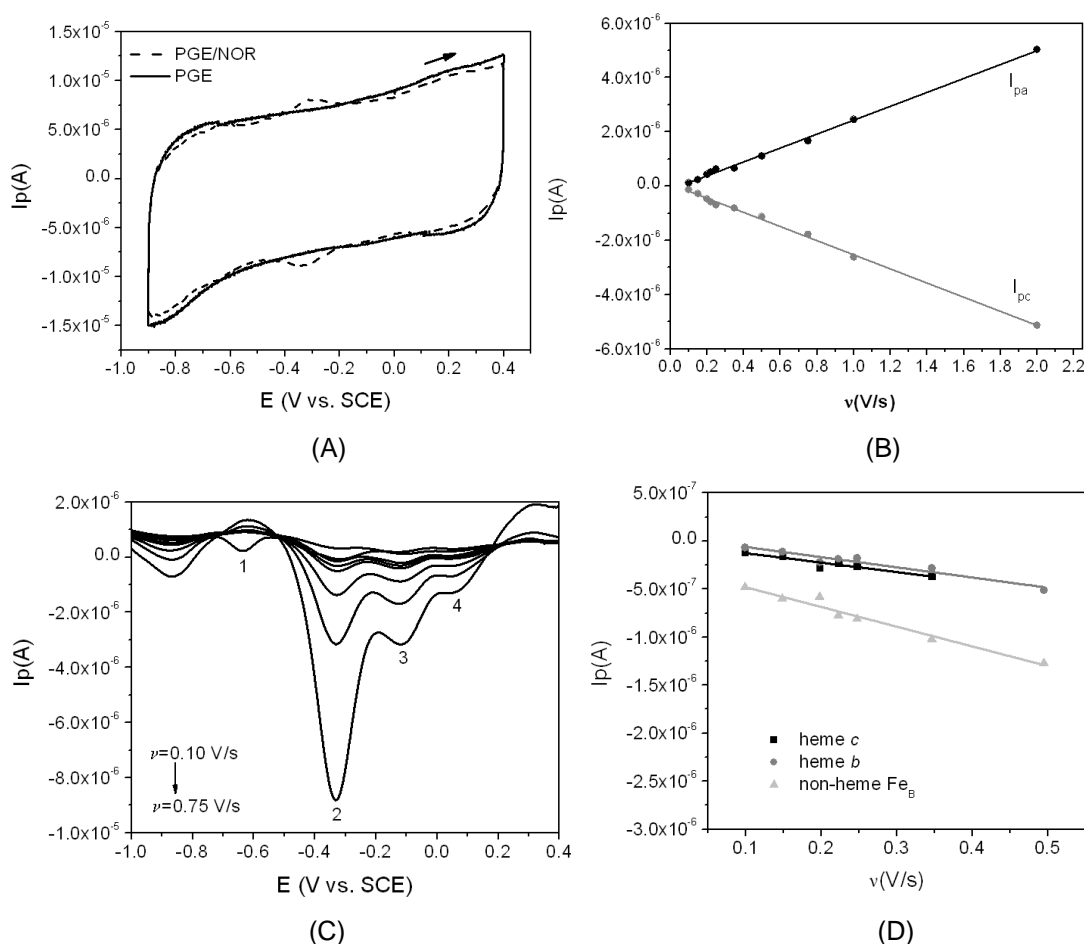 1.5x10⁻⁵
1.0x10⁻⁵
5.0x10⁻⁶
0.0
-5.0x10⁻⁶
-1.0x10⁻⁵
-1.5x10⁻⁵
Ip(A)
PGE/NOR
PGE
-1.0 -0.8 -0.6 -0.4 -0.2 0.0 0.2 0.4
E (V vs. SCE)
(A)
6.0x10⁻⁶
4.0x10⁻⁶
2.0x10⁻⁶
0.0
-2.0x10⁻⁶
-4.0x10⁻⁶
-6.0x10⁻⁶
Ip(A)
I_pa
I_pc
0.0 0.2 0.4 0.6 0.8 1.0 1.2 1.4 1.6 1.8 2.0 2.2
ν(V/s)
(B)
2.0x10⁻⁶
0.0
-2.0x10⁻⁶
-4.0x10⁻⁶
-6.0x10⁻⁶
-8.0x10⁻⁶
-1.0x10⁻⁵
Ip(A)
1
2
3
4
ν=0.10 V/s
ν=0.75 V/s
-1.0 -0.8 -0.6 -0.4 -0.2 0.0 0.2 0.4
E (V vs. SCE)
(C)
5.0x10⁻⁷
0.0
-5.0x10⁻⁷
-1.0x10⁻⁶
-1.5x10⁻⁶
-2.0x10⁻⁶
-2.5x10⁻⁶
-3.0x10⁻⁶
Ip(A)
heme c
heme b
non-heme Fe_B
0.1 0.2 0.3 0.4 0.5
ν(V/s)
(D)